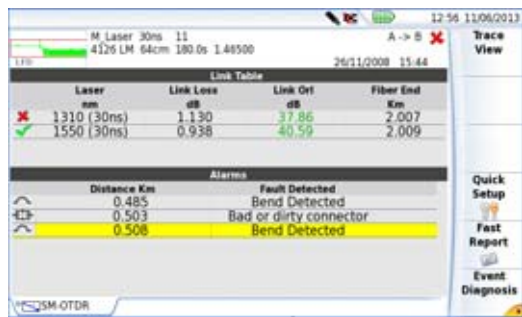 12:56 11/06/2013
M_Laser 30ns 11
A -> B
4126 LM 64cm 180.0s 1.46500
26/11/2008 15:44
Trace
View
Link Table
Laser Link Loss Link Orl Fiber End
nm dB dB Km
1310 (30ns) 1.130 37.86 2.007
1550 (30ns) 0.938 40.59 2.009
Alarms
Distance Km Fault Detected
0.485 Bend Detected
0.503 Bad or dirty connector
0.508 Bend Detected
Quick
Setup
Fast
Report
Event
Diagnosis
SM-OTDR